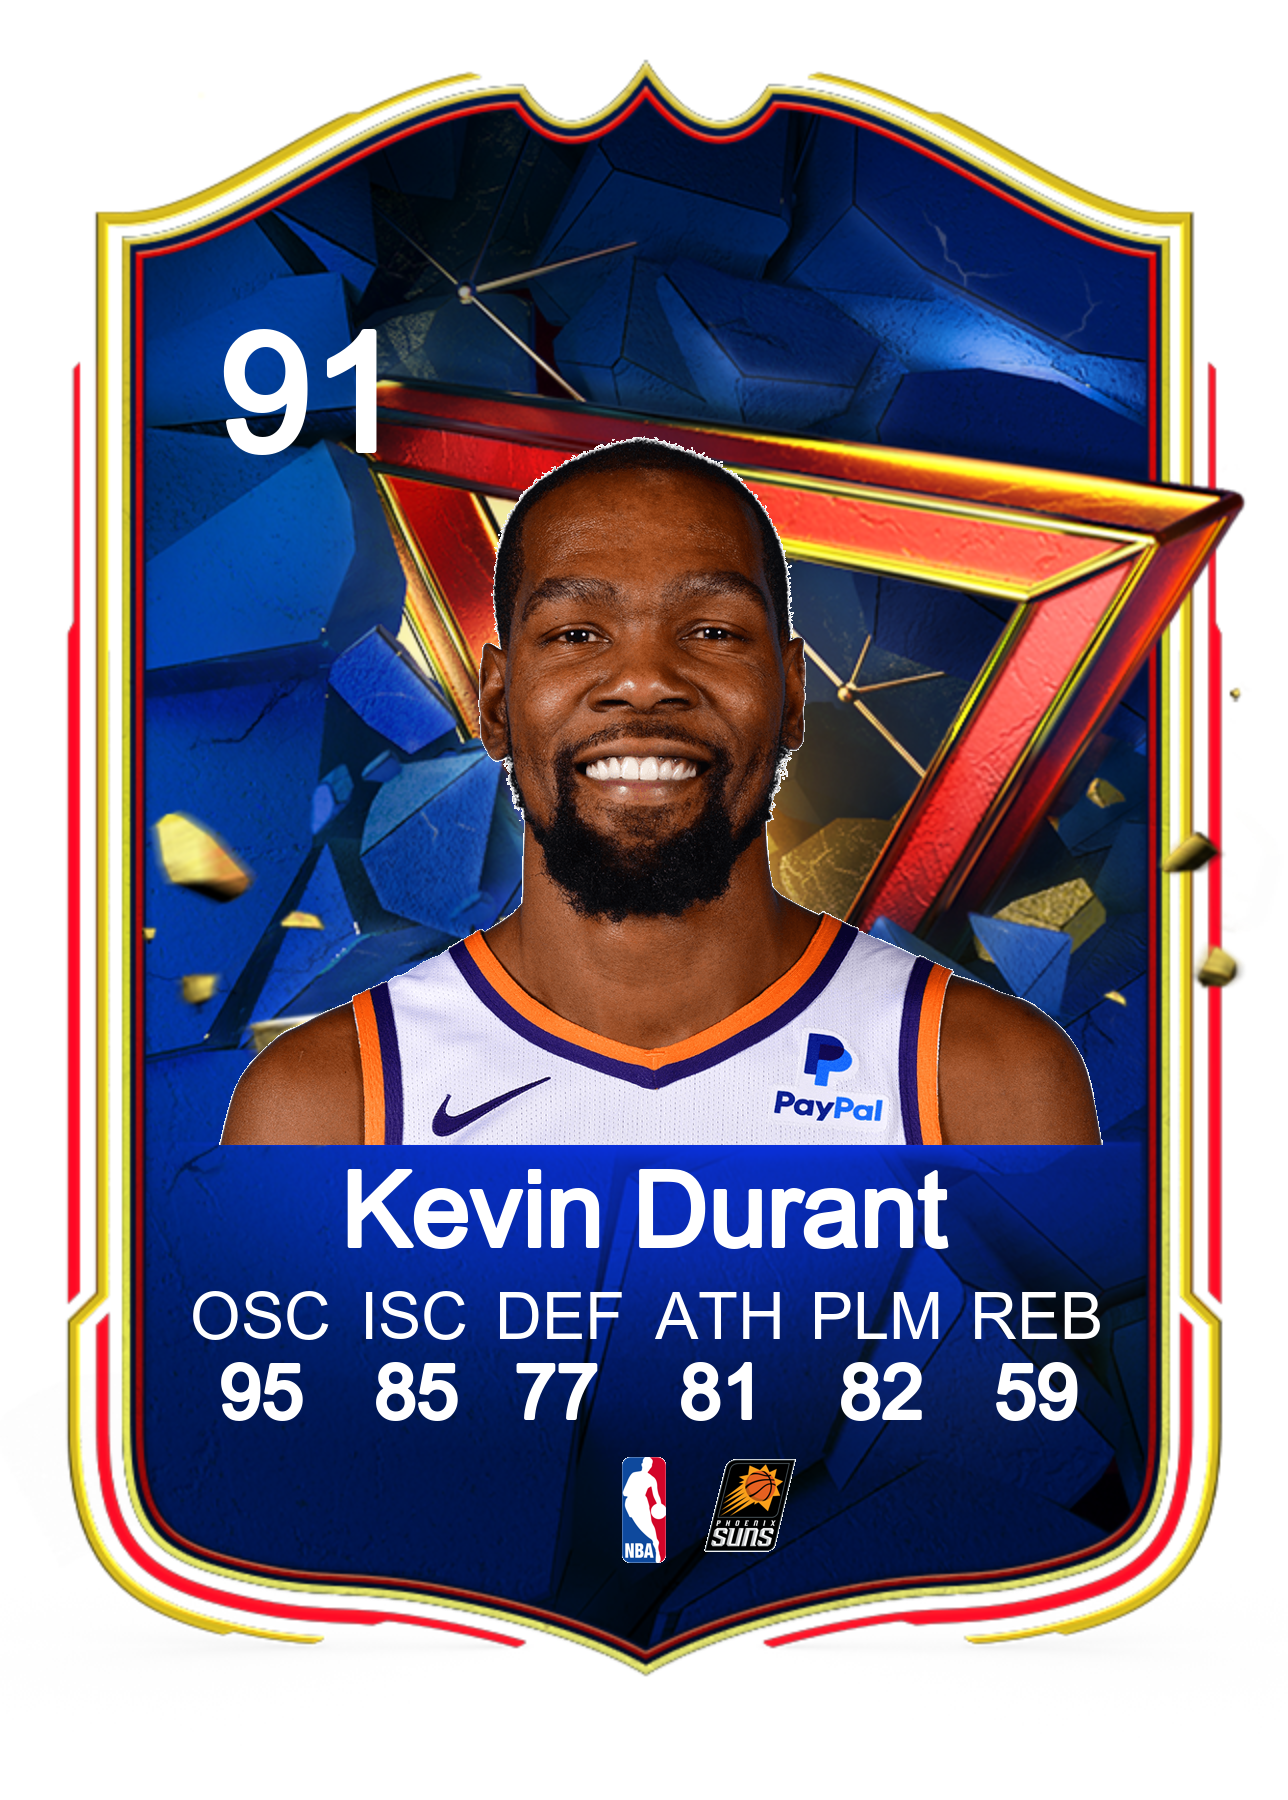 91
PayPal
Kevin Durant
OSC ISC DEF ATH PLM REB
95 85 77 81 82 59
NBA
PHOENIX
SUNS